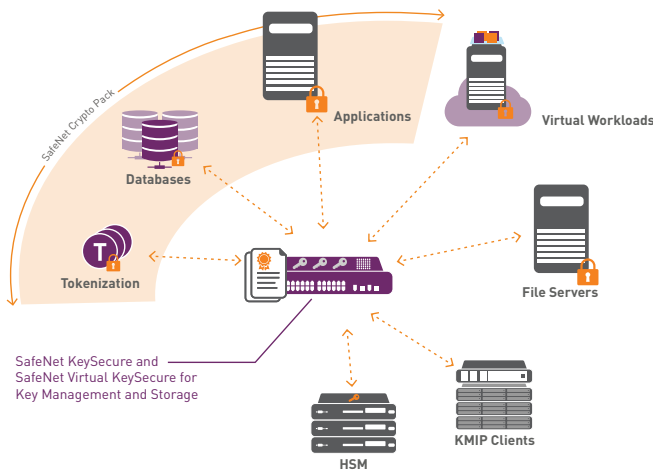 SafeNet Crypto Pack
Applications
Virtual Workloads
Databases
T
Tokenization
File Servers
SafeNet KeySecure and
SafeNet Virtual KeySecure for
Key Management and Storage
KMIP Clients
HSM